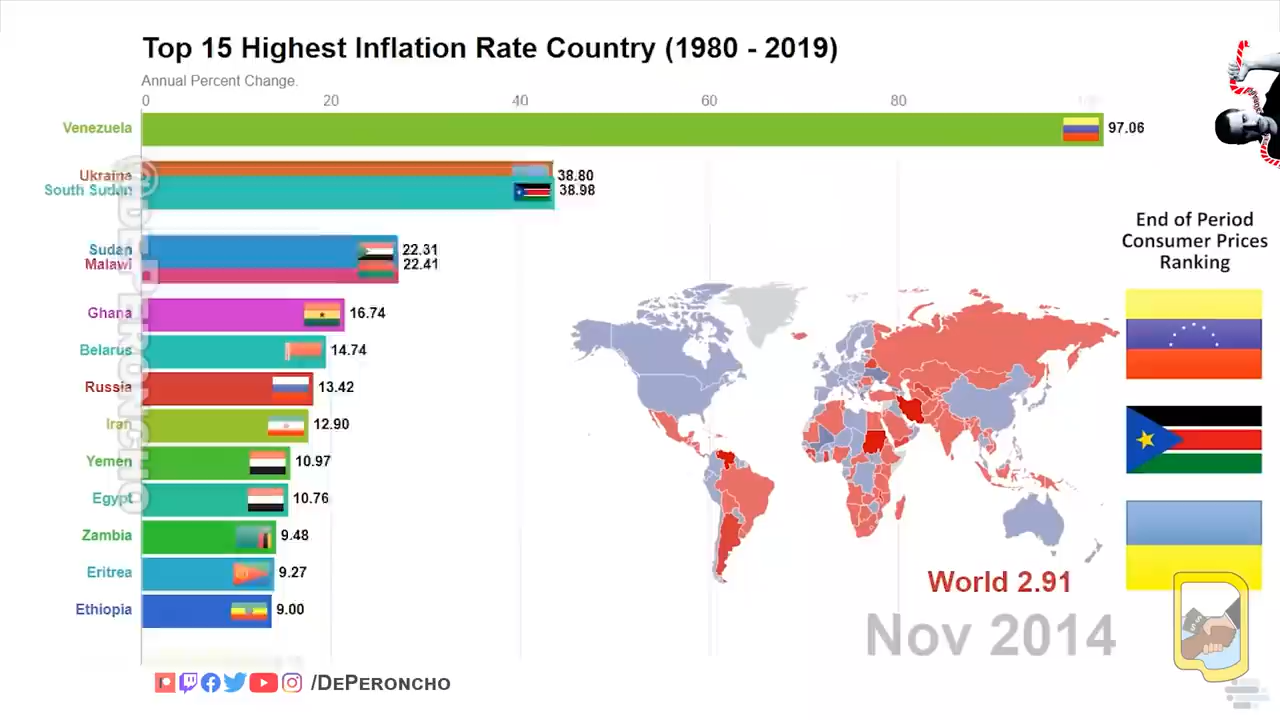 Top 15 Highest Inflation Rate Country (1980 - 2019)
Annual Percent Change.
0 20 40 60 80
Venezuela 97.06
Ukraine 38.80
South Sudan 38.98
Sudan 22.31
Malawi 22.41
Ghana 16.74
Belarus 14.74
Russia 13.42
Iran 12.90
Yemen 10.97
Egypt 10.76
Zambia 9.48
Eritrea 9.27
Ethiopia 9.00
End of Period
Consumer Prices
Ranking
World 2.91
Nov 2014
/DePeroncho
@DEPERONCHO